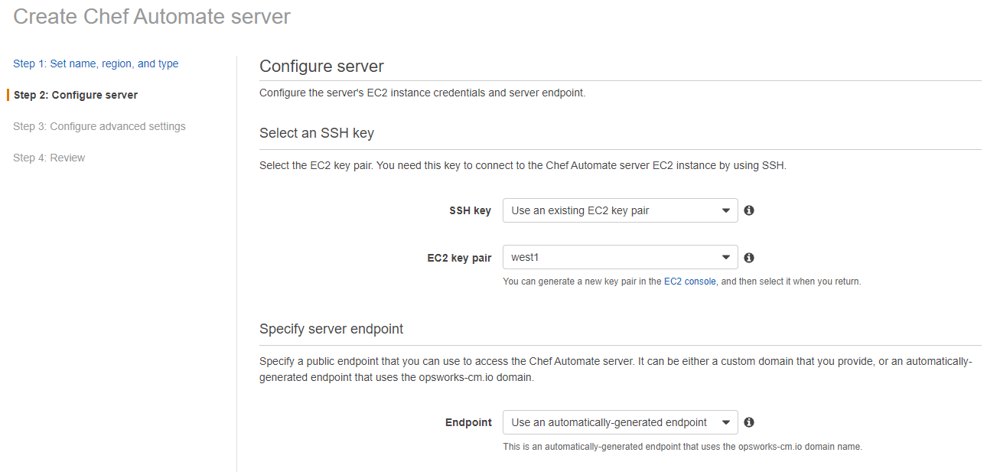 Create Chef Automate server
Step 1: Set name, region, and type
Step 2: Configure server
Step 3: Configure advanced settings
Step 4: Review
Configure server
Configure the server's EC2 instance credentials and server endpoint.
Select an SSH key
Select the EC2 key pair. You need this key to connect to the Chef Automate server EC2 instance by using SSH.
SSH key Use an existing EC2 key pair
EC2 key pair west1
You can generate a new key pair in the EC2 console, and then select it when you return.
Specify server endpoint
Specify a public endpoint that you can use to access the Chef Automate server. It can be either a custom domain that you provide, or an automatically-
generated endpoint that uses the opsworks-cm.io domain.
Endpoint Use an automatically-generated endpoint
This is an automatically-generated endpoint that uses the opsworks-cm.io domain name.